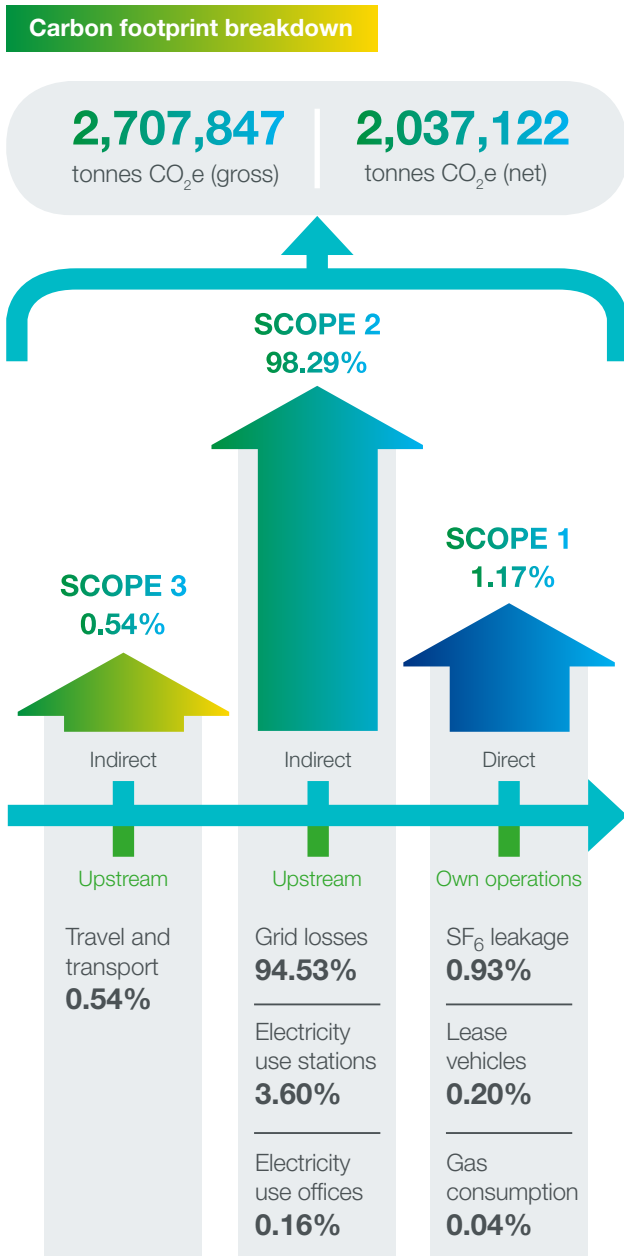 Carbon footprint breakdown
2,707,847
tonnes CO₂e (gross)
2,037,122
tonnes CO₂e (net)
SCOPE 2
98.29%
SCOPE 1
1.17%
SCOPE 3
0.54%
Indirect
Indirect
Direct
Upstream
Upstream
Own operations
Travel and
transport
0.54%
Grid losses
94.53%
Electricity
use stations
3.60%
Electricity
use offices
0.16%
SF₆ leakage
0.93%
Lease
vehicles
0.20%
Gas
consumption
0.04%